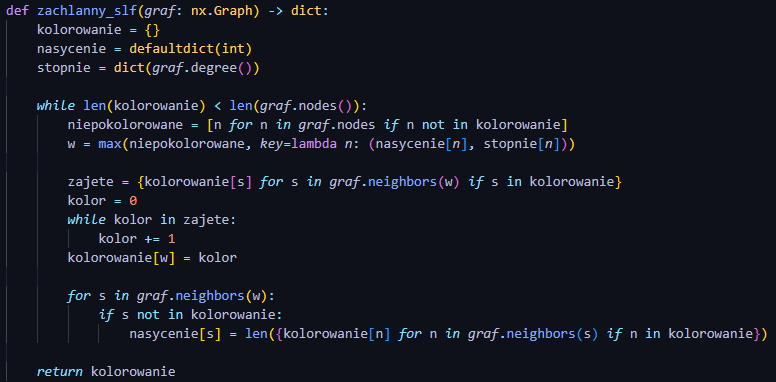 def zachlanny_slf(graf: nx.Graph) -> dict:
    kolorowanie = {}
    nasycenie = defaultdict(int)
    stopnie = dict(graf.degree())

    while len(kolorowanie) < len(graf.nodes()):
        niepokolorowane = [n for n in graf.nodes if n not in kolorowanie]
        w = max(niepokolorowane, key=lambda n: (nasycenie[n], stopnie[n]))

        zajete = {kolorowanie[s] for s in graf.neighbors(w) if s in kolorowanie}
        kolor = 0
        while kolor in zajete:
            kolor += 1
        kolorowanie[w] = kolor

        for s in graf.neighbors(w):
            if s not in kolorowanie:
                nasycenie[s] = len({kolorowanie[n] for n in graf.neighbors(s) if n in kolorowanie})

    return kolorowanie